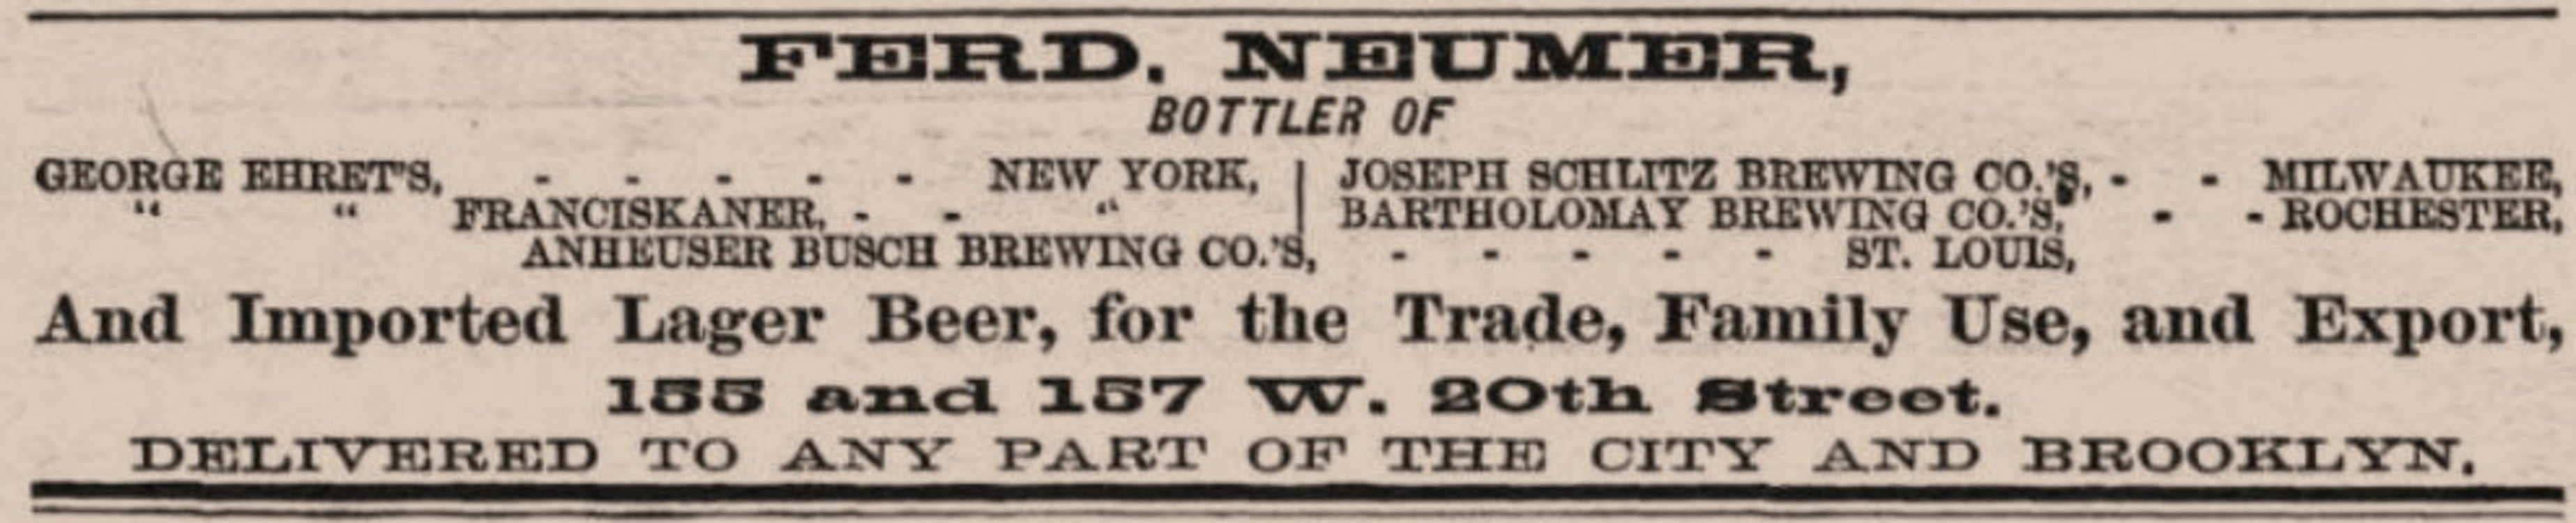 FERD. NEUMER,
BOTTLER OF
GEORGE EHRET'S, - - - - - NEW YORK, | JOSEPH SCHLITZ BREWING CO.'S, - - MILWAUKEE,
“ “ FRANCISKANER, - - “ | BARTHOLOMAY BREWING CO.'S, - - ROCHESTER,
ANHEUSER BUSCH BREWING CO.'S, - - - - - ST. LOUIS,
And Imported Lager Beer, for the Trade, Family Use, and Export,
155 and 157 W. 20th Street.
DELIVERED TO ANY PART OF THE CITY AND BROOKLYN.